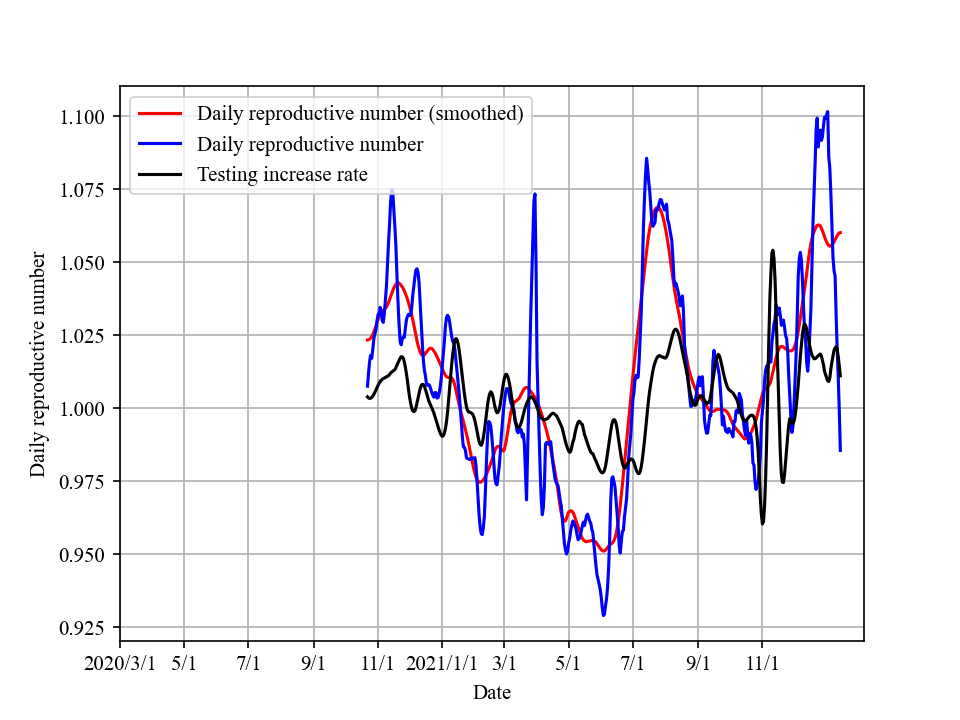 Daily reproductive number (smoothed)
Daily reproductive number
Testing increase rate
Daily reproductive number
1.100
1.075
1.050
1.025
1.000
0.975
0.950
0.925
2020/3/1 5/1 7/1 9/1 11/1 2021/1/1 3/1 5/1 7/1 9/1 11/1
Date